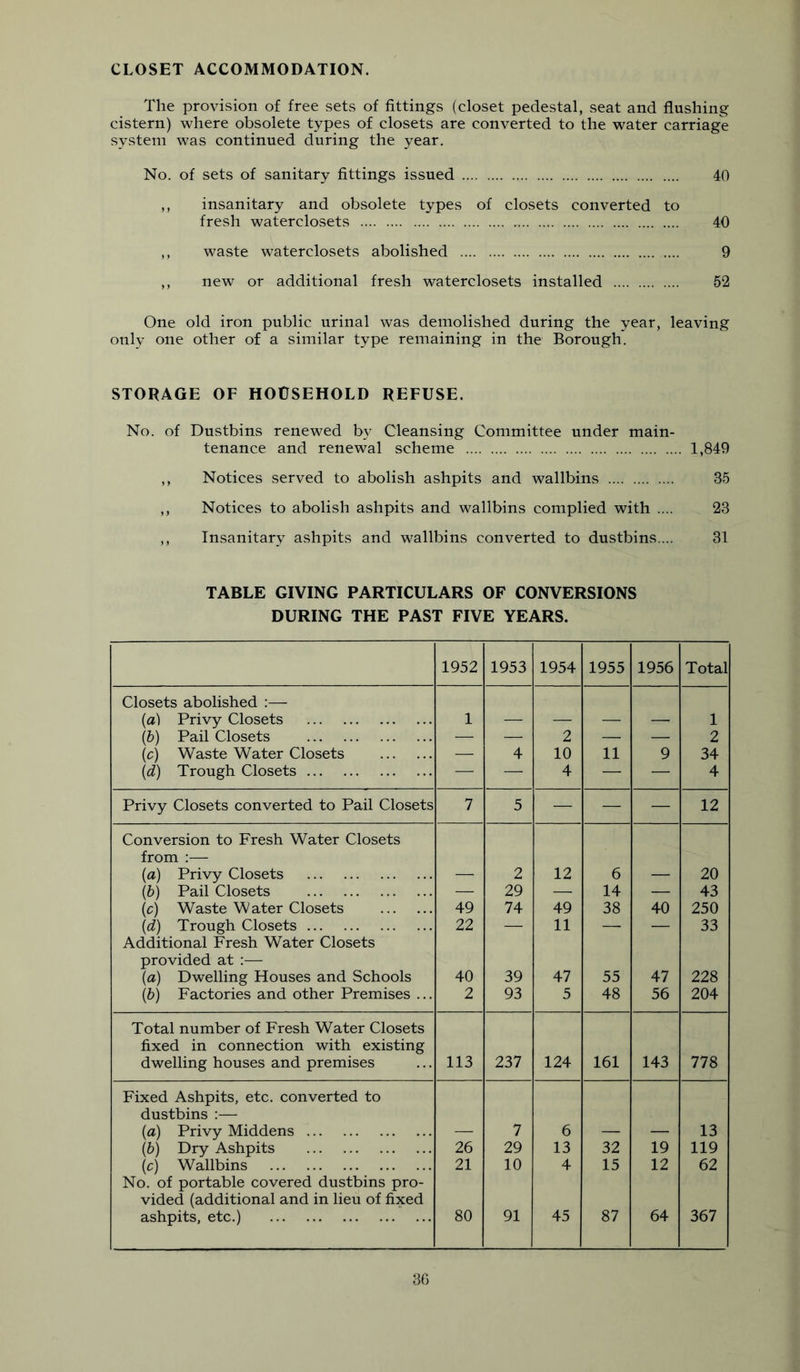 CLOSET ACCOMMODATION.
The provision of free sets of fittings (closet pedestal, seat and flushing
cistern) where obsolete types of closets are converted to the water carriage
system was continued during the year.
No. of sets of sanitary fittings issued .... .... .... .... .... .... .... .... .... 40
,, insanitary and obsolete types of closets converted to
fresh waterclosets .... .... .... .... .... .... .... .... .... .... .... .... .... 40
,, waste waterclosets abolished .... .... .... .... .... .... .... .... .... 9
,, new or additional fresh waterclosets installed .... .... .... 52
One old iron public urinal was demolished during the year, leaving
only one other of a similar type remaining in the Borough.
STORAGE OF HOUSEHOLD REFUSE.
No. of Dustbins renewed by Cleansing Committee under main-
tenance and renewal scheme .... .... .... .... .... .... .... .... .... 1,849
,, Notices served to abolish ashpits and wallbins .... .... .... 35
,, Notices to abolish ashpits and wallbins complied with .... 23
,, Insanitary ashpits and wallbins converted to dustbins.... 31
TABLE GIVING PARTICULARS OF CONVERSIONS
DURING THE PAST FIVE YEARS.
1952 1953 1954 1955 1956 Total
Closets abolished :—
(a) Privy Closets ... ... ... ... 1 — — — — 1
(b) Pail Closets ... ... ... ... — — 2 — — 2
(c) Waste Water Closets ... ... — 4 10 11 9 34
(d) Trough Closets ... ... ... ... — — 4 — — 4
Privy Closets converted to Pail Closets 7 5 — — — 12
Conversion to Fresh Water Closets
from :—
(a) Privy Closets ... ... ... ... — 2 12 6 — 20
(b) Pail Closets ... ... ... ... — 29 — 14 — 43
(c) Waste Water Closets ... ... 49 74 49 38 40 250
(d) Trough Closets ... ... ... ... 22 — 11 — — 33
Additional Fresh Water Closets
provided at :—
(a) Dwelling Houses and Schools 40 39 47 55 47 228
(b) Factories and other Premises ... 2 93 5 48 56 204
Total number of Fresh Water Closets
fixed in connection with existing
dwelling houses and premises ... 113 237 124 161 143 778
Fixed Ashpits, etc. converted to
dustbins :—
(a) Privy Middens ... ... ... ... — 7 6 — — 13
(b) Dry Ashpits ... ... ... ... 26 29 13 32 19 119
(c) Wallbins ... ... ... ... ... 21 10 4 15 12 62
No. of portable covered dustbins pro-
vided (additional and in lieu of fixed
ashpits, etc.) ... ... ... ... ... 80 91 45 87 64 367
36